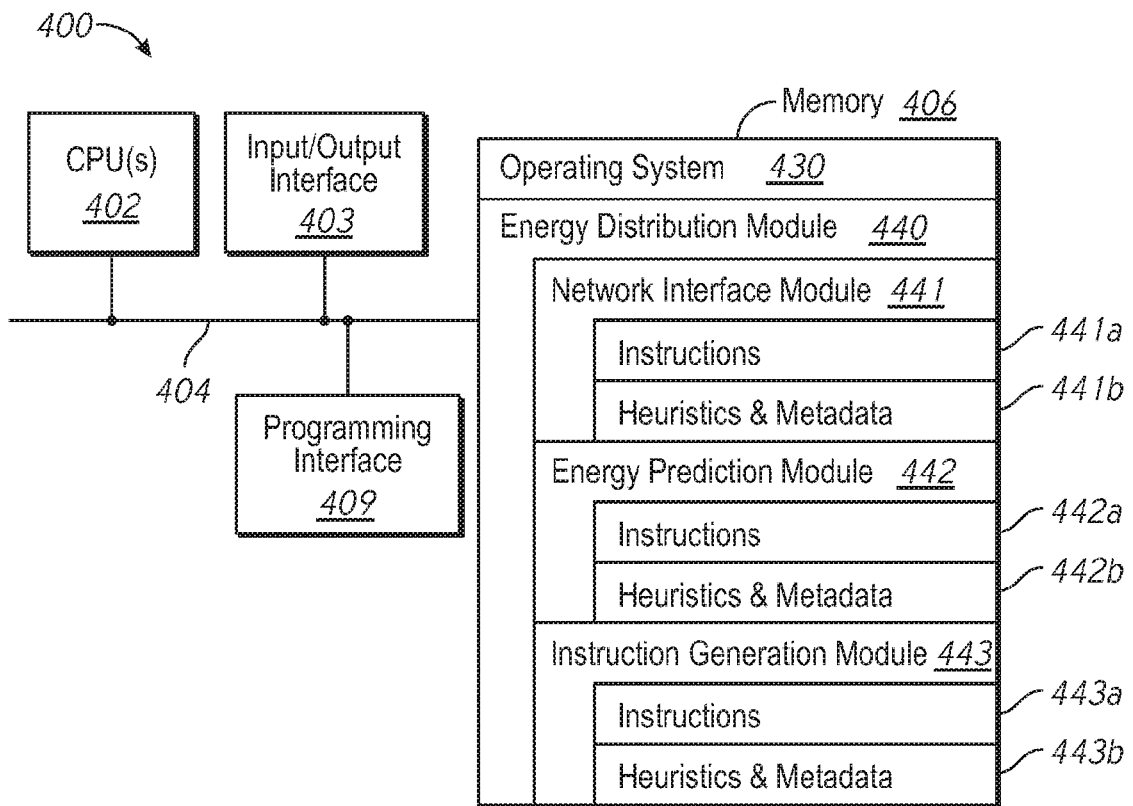 400
CPU(s)
402
Input/Output
Interface
403
404
Programming
Interface
409
Memory 406
Operating System 430
Energy Distribution Module 440
Network Interface Module 441
Instructions
441a
Heuristics & Metadata
441b
Energy Prediction Module 442
Instructions
442a
Heuristics & Metadata
442b
Instruction Generation Module 443
Instructions
443a
Heuristics & Metadata
443b